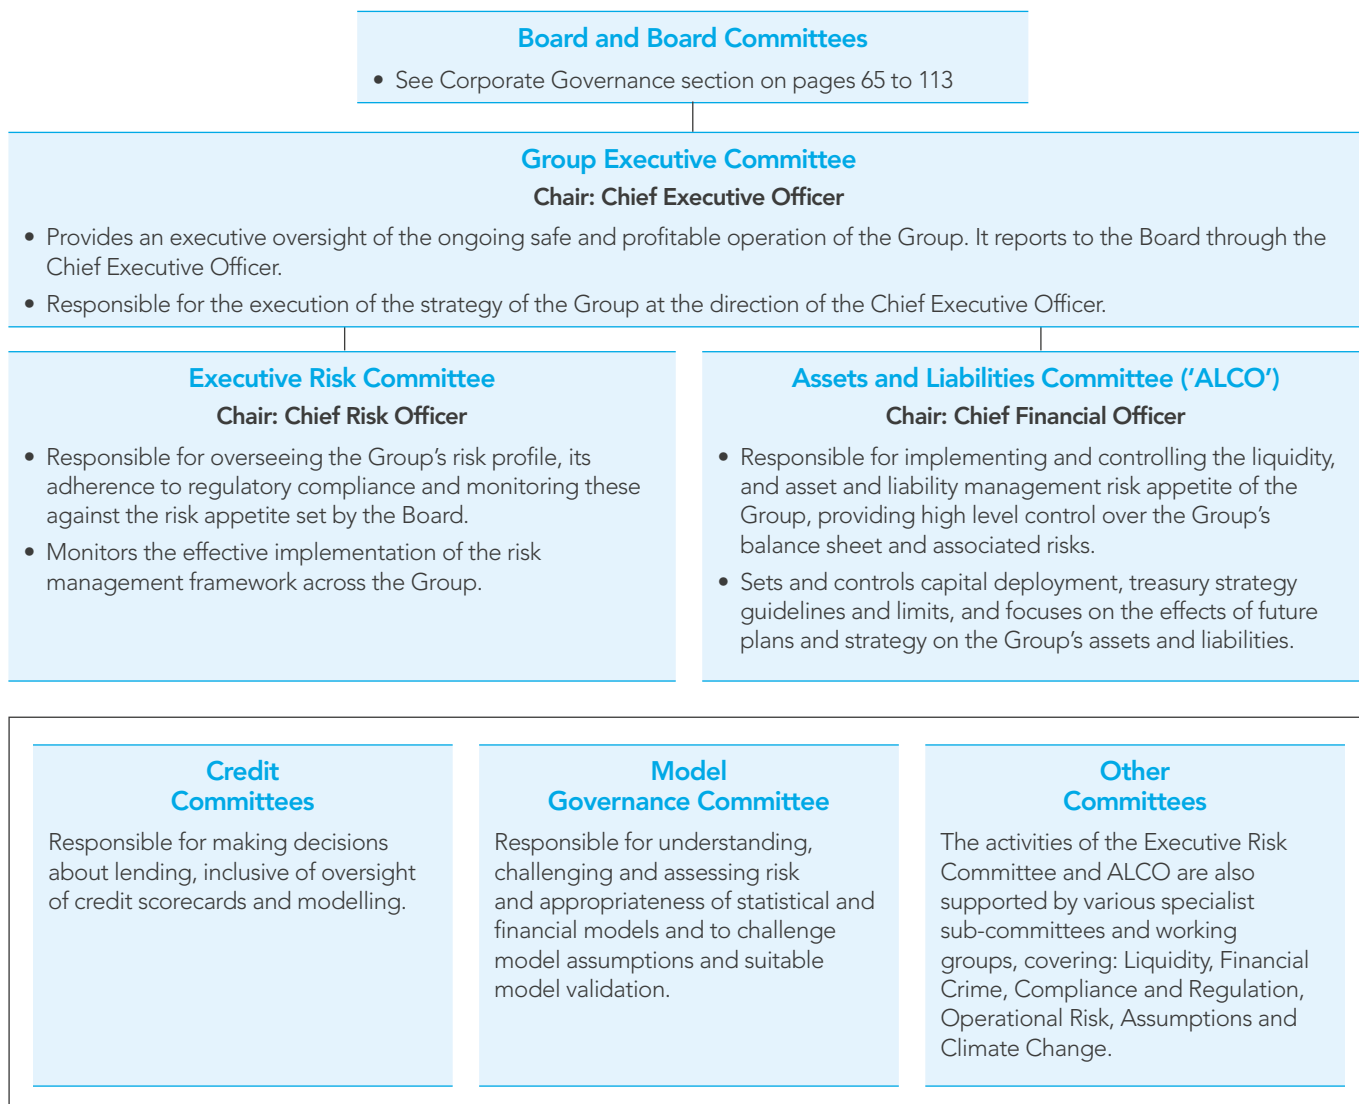 Board and Board Committees
• See Corporate Governance section on pages 65 to 113
Group Executive Committee
Chair: Chief Executive Officer
• Provides an executive oversight of the ongoing safe and profitable operation of the Group. It reports to the Board through the
Chief Executive Officer.
• Responsible for the execution of the strategy of the Group at the direction of the Chief Executive Officer.
Executive Risk Committee
Chair: Chief Risk Officer
• Responsible for overseeing the Group’s risk profile, its
adherence to regulatory compliance and monitoring these
against the risk appetite set by the Board.
• Monitors the effective implementation of the risk
management framework across the Group.
Assets and Liabilities Committee (‘ALCO’)
Chair: Chief Financial Officer
• Responsible for implementing and controlling the liquidity,
and asset and liability management risk appetite of the
Group, providing high level control over the Group’s
balance sheet and associated risks.
• Sets and controls capital deployment, treasury strategy
guidelines and limits, and focuses on the effects of future
plans and strategy on the Group’s assets and liabilities.
Credit
Committees
Responsible for making decisions
about lending, inclusive of oversight
of credit scorecards and modelling.
Model
Governance Committee
Responsible for understanding,
challenging and assessing risk
and appropriateness of statistical and
financial models and to challenge
model assumptions and suitable
model validation.
Other
Committees
The activities of the Executive Risk
Committee and ALCO are also
supported by various specialist
sub-committees and working
groups, covering: Liquidity, Financial
Crime, Compliance and Regulation,
Operational Risk, Assumptions and
Climate Change.